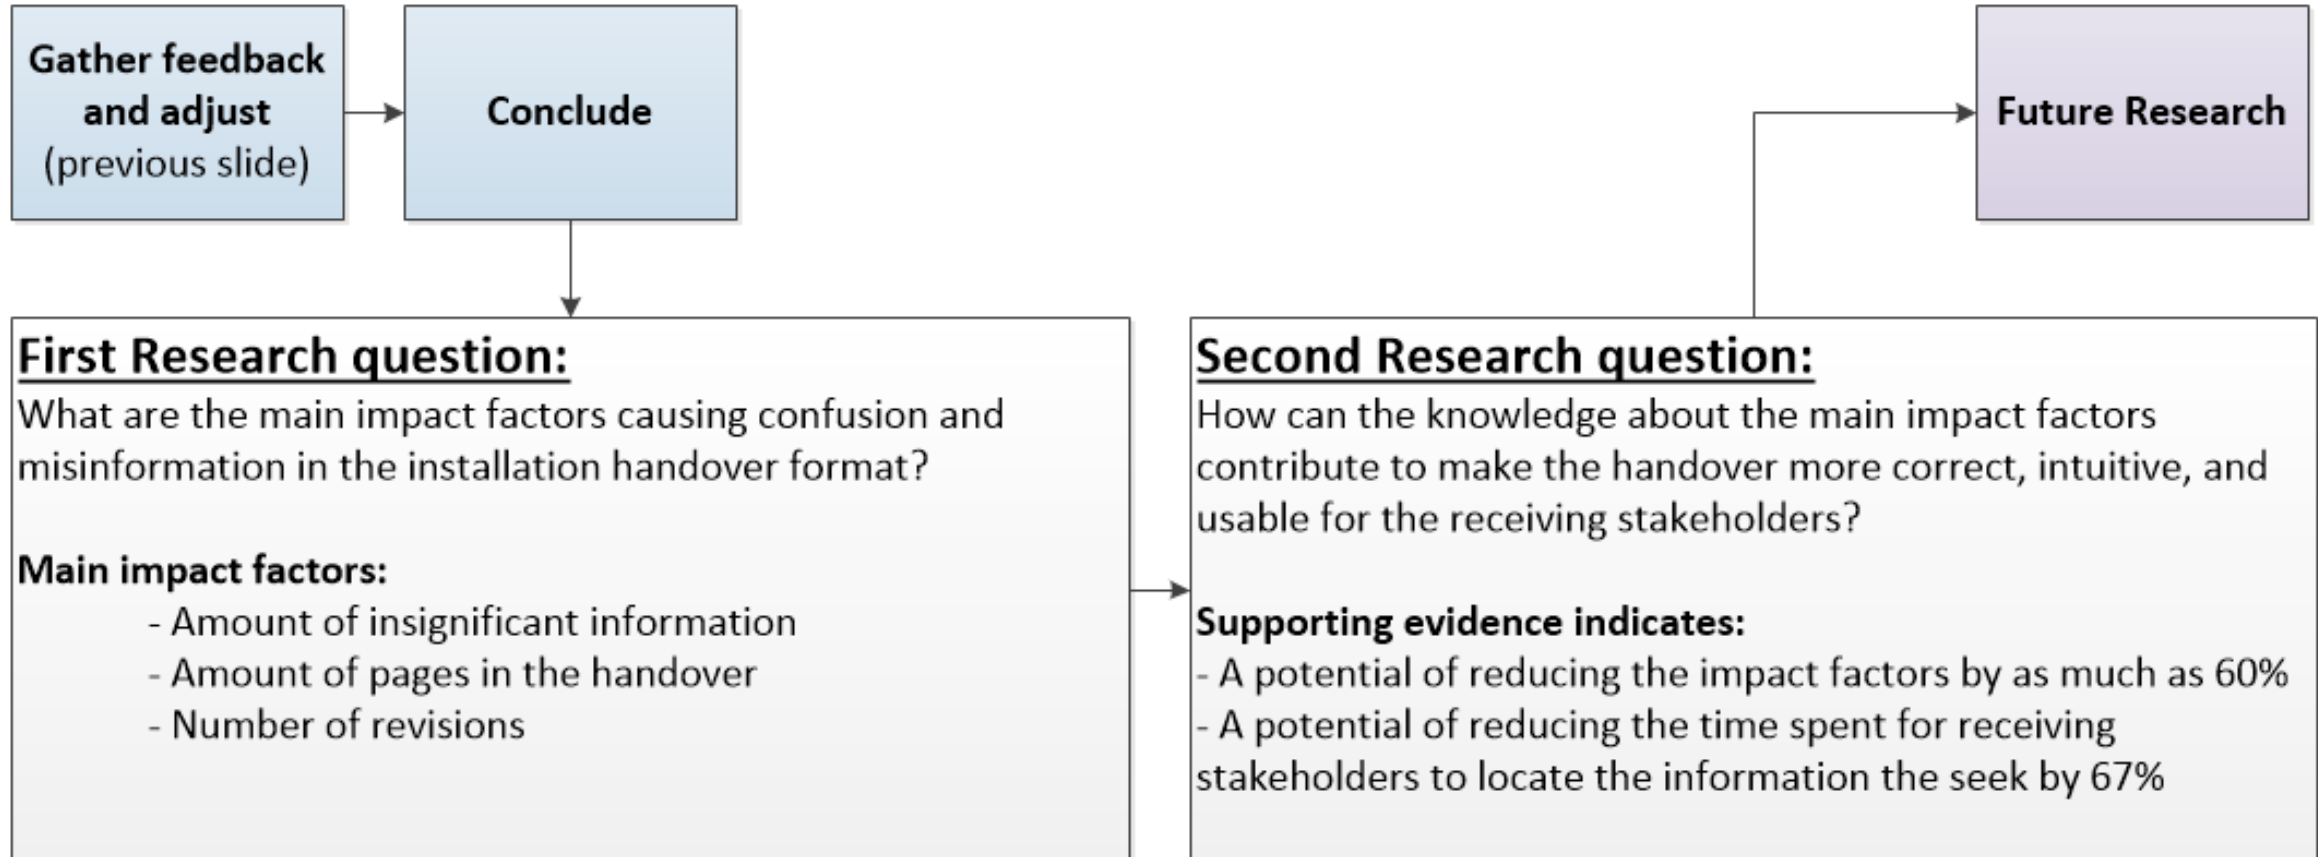 Gather feedback
and adjust
(previous slide)
Conclude
Future Research
First Research question:
What are the main impact factors causing confusion and
misinformation in the installation handover format?
Main impact factors:
- Amount of insignificant information
- Amount of pages in the handover
- Number of revisions
Second Research question:
How can the knowledge about the main impact factors
contribute to make the handover more correct, intuitive, and
usable for the receiving stakeholders?
Supporting evidence indicates:
- A potential of reducing the impact factors by as much as 60%
- A potential of reducing the time spent for receiving
stakeholders to locate the information the seek by 67%